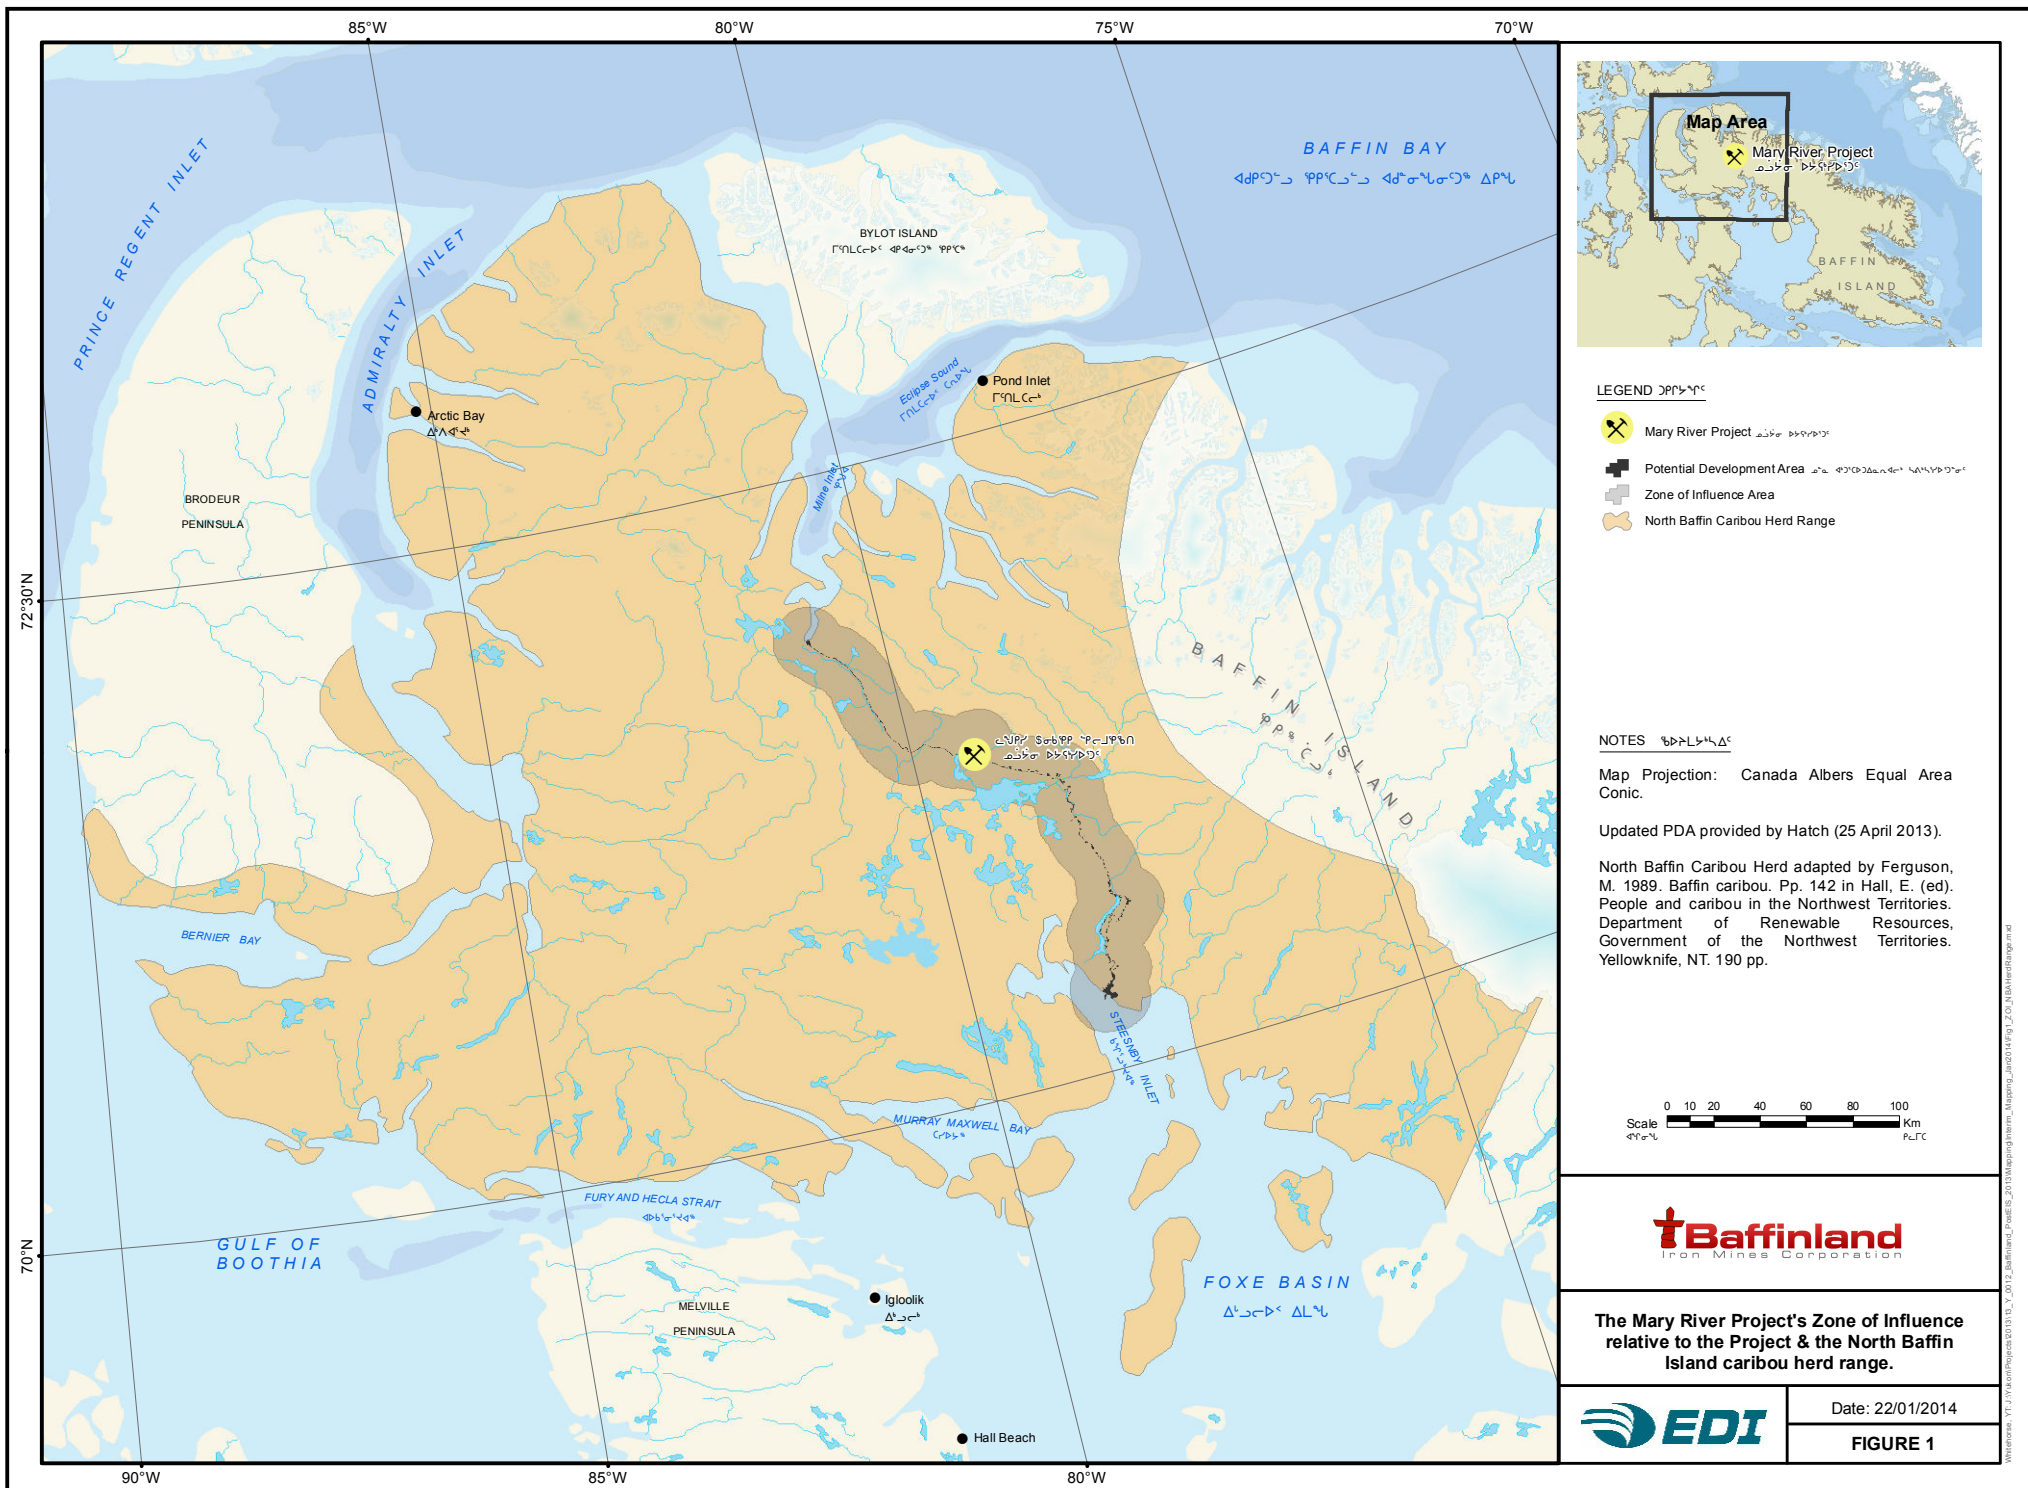 85°W
80°W
75°W
70°W
PRINCE REGENT INLET
ADMIRALTY INLET
BAFFIN BAY
BYLOT ISLAND
Eclipse Sound
Pond Inlet
ᒥᑦᑎᒪᑕᓕᒃ
Arctic Bay
ᐃᒃᐱᐊᕐᔪᒃ
Milne Inlet
BRODEUR
PENINSULA
72°30'N
BAFFIN ISLAND
BERNIER BAY
STEESNBY INLET
MURRAY MAXWELL BAY
FURY AND HECLA STRAIT
70°N
GULF OF
BOOTHIA
MELVILLE
PENINSULA
Igloolik
ᐃᒡᓗᓕᒃ
FOXE BASIN
Hall Beach
90°W
85°W
80°W
Map Area
Mary River Project
BAFFIN
ISLAND
LEGEND
Mary River Project
Potential Development Area
Zone of Influence Area
North Baffin Caribou Herd Range
NOTES
Map Projection: Canada Albers Equal Area
Conic.
Updated PDA provided by Hatch (25 April 2013).
North Baffin Caribou Herd adapted by Ferguson,
M. 1989. Baffin caribou. Pp. 142 in Hall, E. (ed).
People and caribou in the Northwest Territories.
Department of Renewable Resources,
Government of the Northwest Territories.
Yellowknife, NT. 190 pp.
0 10 20 40 60 80 100
Scale
Km
Baffinland
Iron Mines Corporation
The Mary River Project's Zone of Influence
relative to the Project & the North Baffin
Island caribou herd range.
EDI
Date: 22/01/2014
FIGURE 1